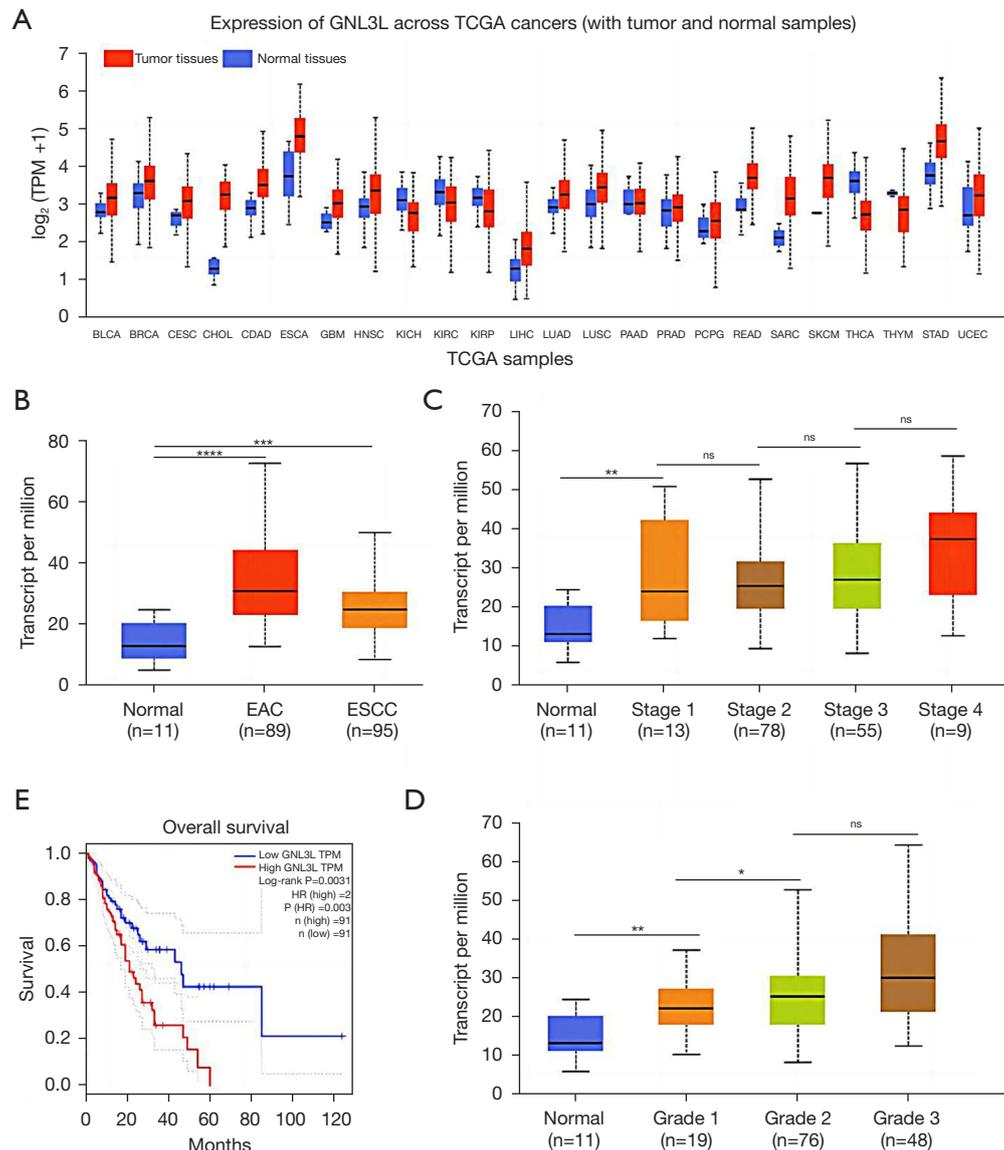 A
Expression of GNL3L across TCGA cancers (with tumor and normal samples)
Tumor tissues
Normal tissues
log2 (TPM +1)
7
6
5
4
3
2
1
0
BLCA BRCA CESC CHOL CDAD ESCA GBM HNSC KICH KIRC KIRP LIHC LUAD LUSC PAAD PRAD PCPG READ SARC SKCM THCA THYM STAD UCEC
TCGA samples
B
Transcript per million
80
60
40
20
0
***
****
Normal EAC ESCC
(n=11) (n=89) (n=95)
C
Transcript per million
70
60
50
40
30
20
10
0
**
ns
ns
ns
Normal Stage 1 Stage 2 Stage 3 Stage 4
(n=11) (n=13) (n=78) (n=55) (n=9)
E
Overall survival
Survival
1.0
0.8
0.6
0.4
0.2
0.0
Low GNL3L TPM
High GNL3L TPM
Log-rank P=0.0031
HR (high) =2
P (HR) =0.003
n (high) =91
n (low) =91
0 20 40 60 80 100 120
Months
D
Transcript per million
70
60
50
40
30
20
10
0
**
*
ns
Normal Grade 1 Grade 2 Grade 3
(n=11) (n=19) (n=76) (n=48)